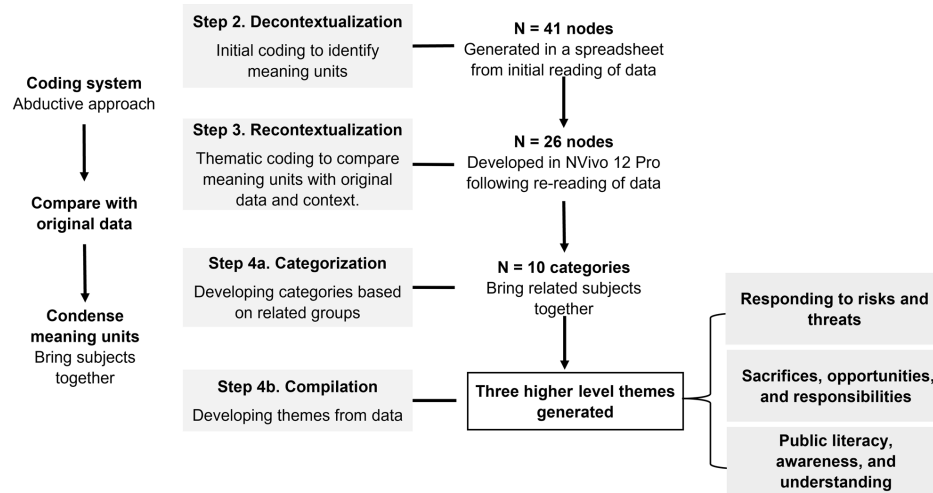 Coding system
Abductive approach
Compare with
original data
Condense
meaning units
Bring subjects
together
Step 2. Decontextualization
Initial coding to identify
meaning units
Step 3. Recontextualization
Thematic coding to compare
meaning units with original
data and context.
Step 4a. Categorization
Developing categories based
on related groups
Step 4b. Compilation
Developing themes from data
N = 41 nodes
Generated in a spreadsheet
from initial reading of data
N = 26 nodes
Developed in NVivo 12 Pro
following re-reading of data
N = 10 categories
Bring related subjects
together
Three higher level themes
generated
Responding to risks and
threats
Sacrifices, opportunities,
and responsibilities
Public literacy,
awareness, and
understanding